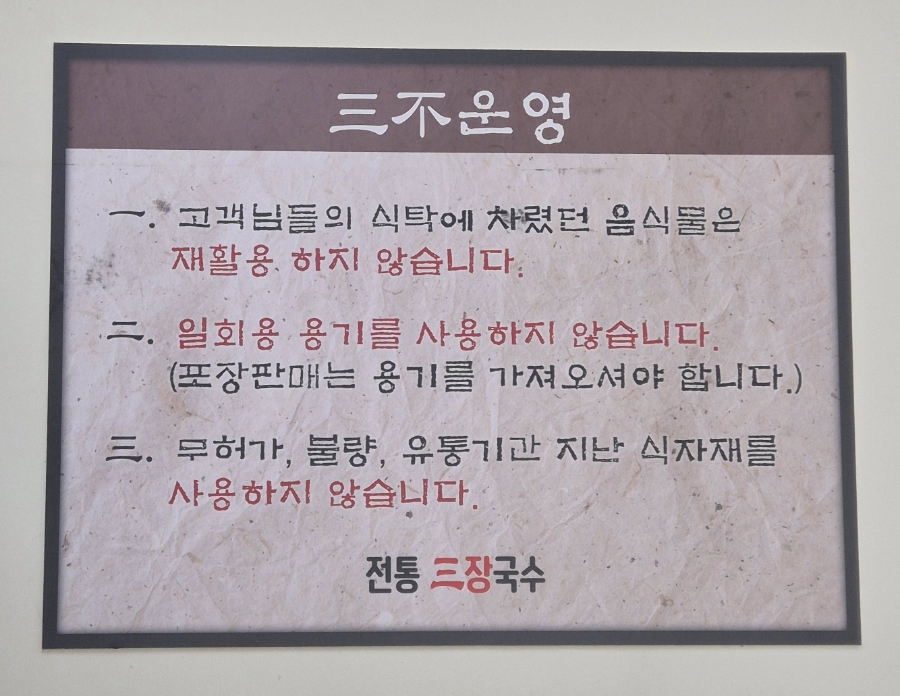 三不운영
一. 고객님들의 식탁에 차렸던 음식물은
재활용 하지 않습니다.
二. 일회용 용기를 사용하지 않습니다.
(포장판매는 용기를 가져오셔야 합니다.)
三. 무허가, 불량, 유통기간 지난 식자재를
사용하지 않습니다.
전통 三장국수